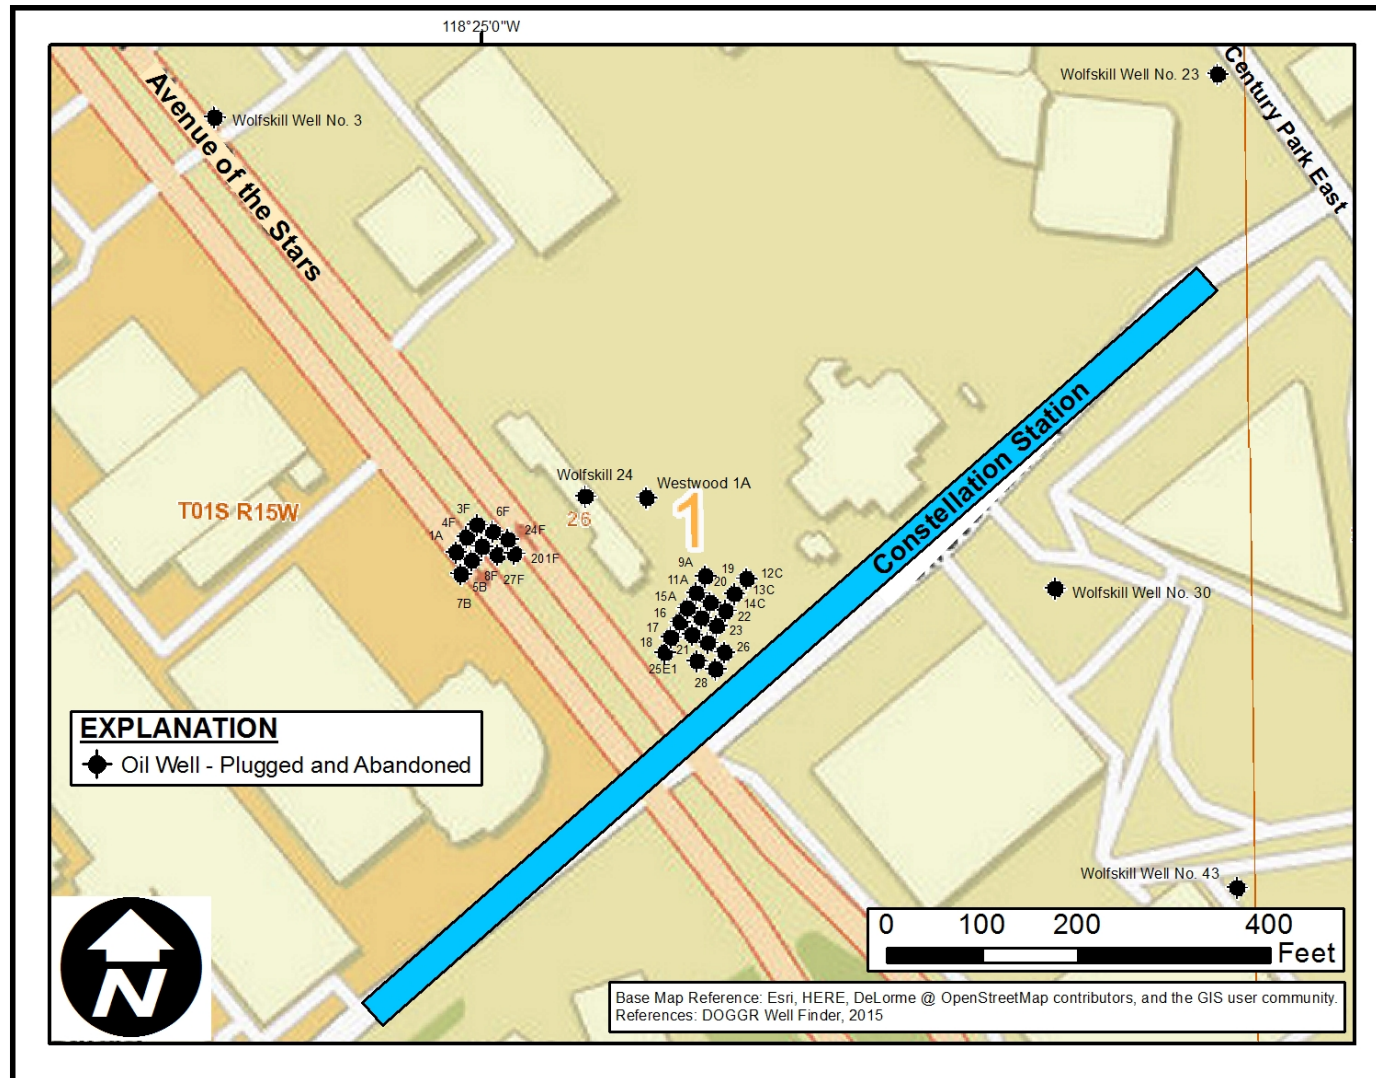 118°25'0"W
Wolfskill Well No. 23
Century Park East
Avenue of the Stars
Wolfskill Well No. 3
Wolfskill 24
Westwood 1A
1
26
T01S R15W
3F
6F
4F
24F
1A
201F
8F
27F
5B
7B
9A
19
12C
11A
20
13C
15A
14C
16
22
17
23
18
21
26
25E1
28
Constellation Station
Wolfskill Well No. 30
EXPLANATION
Oil Well - Plugged and Abandoned
Wolfskill Well No. 43
0 100 200 400
Feet
N
Base Map Reference: Esri, HERE, DeLorme @ OpenStreetMap contributors, and the GIS user community.
References: DOGGR Well Finder, 2015